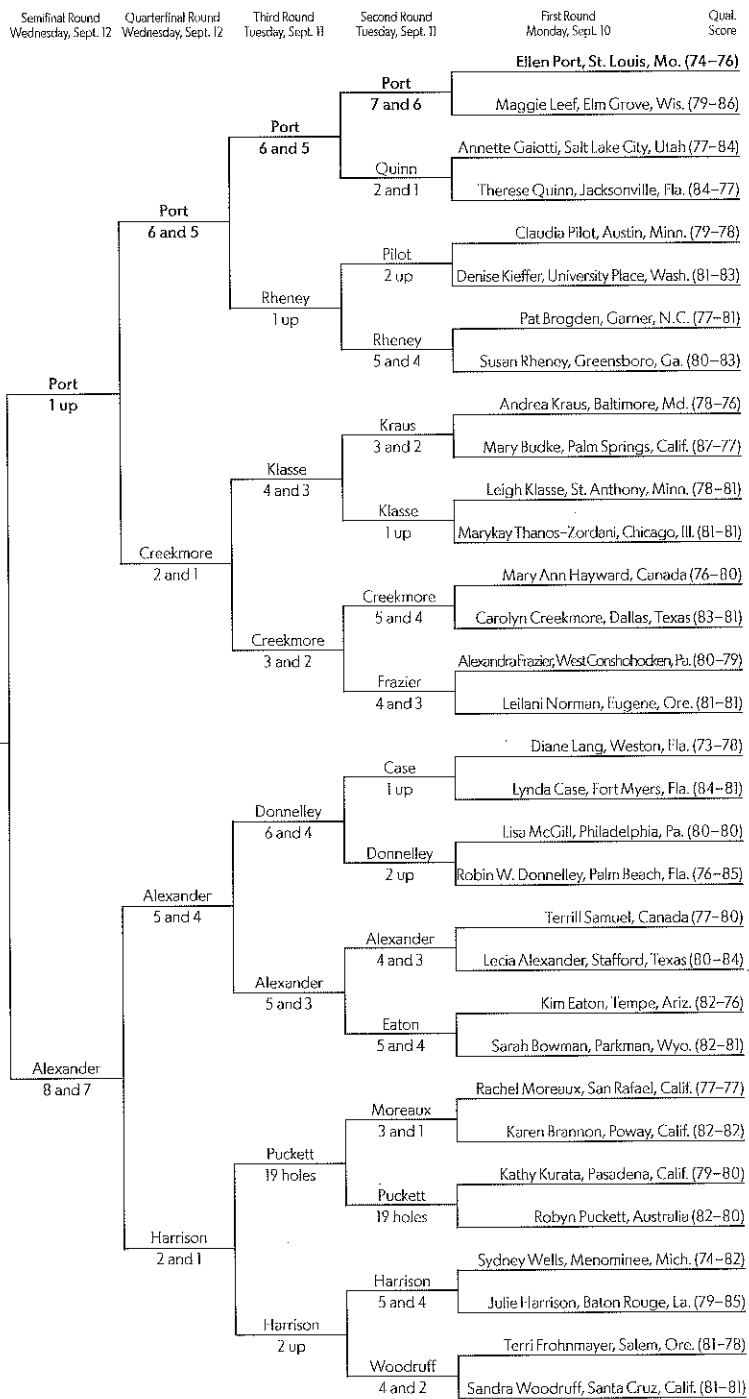 Semifinal Round
Wednesday, Sept. 12
Quarterfinal Round
Wednesday, Sept. 12
Third Round
Tuesday, Sept. 11
Second Round
Tuesday, Sept. 11
First Round
Monday, Sept. 10
Qual.
Score
Ellen Port, St. Louis, Mo. (74–76)
Port
7 and 6
Maggie Leef, Elm Grove, Wis. (79–86)
Port
6 and 5
Annette Gaiotti, Salt Lake City, Utah (77–84)
Quinn
2 and 1
Therese Quinn, Jacksonville, Fla. (84–77)
Port
6 and 5
Claudia Pilot, Austin, Minn. (79–78)
Pilot
2 up
Denise Kieffer, University Place, Wash. (81–83)
Rheney
1 up
Pat Brogden, Garner, N.C. (77–81)
Rheney
5 and 4
Susan Rheney, Greensboro, Ga. (80–83)
Port
1 up
Andrea Kraus, Baltimore, Md. (78–76)
Kraus
3 and 2
Mary Budke, Palm Springs, Calif. (87–77)
Klasse
4 and 3
Leigh Klasse, St. Anthony, Minn. (78–81)
Klasse
1 up
Marykay Thanos-Zordani, Chicago, Ill. (81–81)
Creekmore
2 and 1
Mary Ann Hayward, Canada (76–80)
Creekmore
5 and 4
Carolyn Creekmore, Dallas, Texas (83–81)
Creekmore
3 and 2
Alexandra Frazier, West Conshohocken, Pa. (80–79)
Frazier
4 and 3
Leilani Norman, Eugene, Ore. (81–81)
Diane Lang, Weston, Fla. (73–78)
Case
1 up
Lynda Case, Fort Myers, Fla. (84–81)
Donnelley
6 and 4
Lisa McGill, Philadelphia, Pa. (80–80)
Donnelley
2 up
Robin W. Donnelley, Palm Beach, Fla. (76–85)
Alexander
5 and 4
Terrill Samuel, Canada (77–80)
Alexander
4 and 3
Lecia Alexander, Stafford, Texas (80–84)
Alexander
5 and 3
Kim Eaton, Tempe, Ariz. (82–76)
Eaton
5 and 4
Sarah Bowman, Parkman, Wyo. (82–81)
Alexander
8 and 7
Rachel Moreaux, San Rafael, Calif. (77–77)
Moreaux
3 and 1
Karen Brannon, Poway, Calif. (82–82)
Puckett
19 holes
Kathy Kurata, Pasadena, Calif. (79–80)
Puckett
19 holes
Robyn Puckett, Australia (82–80)
Harrison
2 and 1
Sydney Wells, Menominee, Mich. (74–82)
Harrison
5 and 4
Julie Harrison, Baton Rouge, La. (79–85)
Harrison
2 up
Terri Frohnmayer, Salem, Ore. (81–78)
Woodruff
4 and 2
Sandra Woodruff, Santa Cruz, Calif. (81–81)